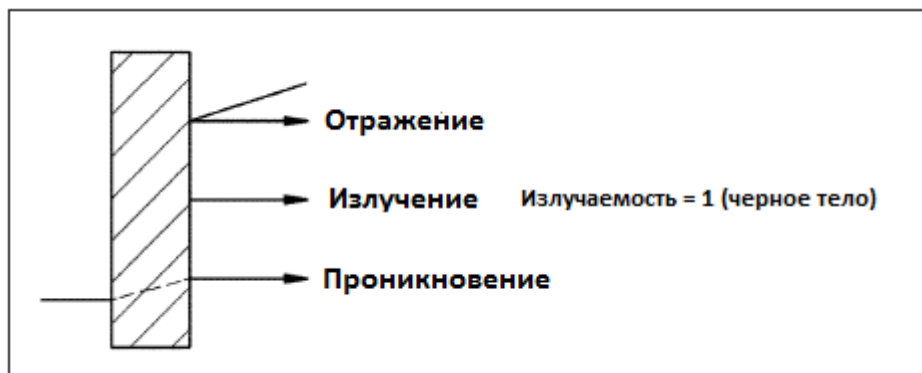 Отражение
Излучение Излучаемость = 1 (черное тело)
Проникновение